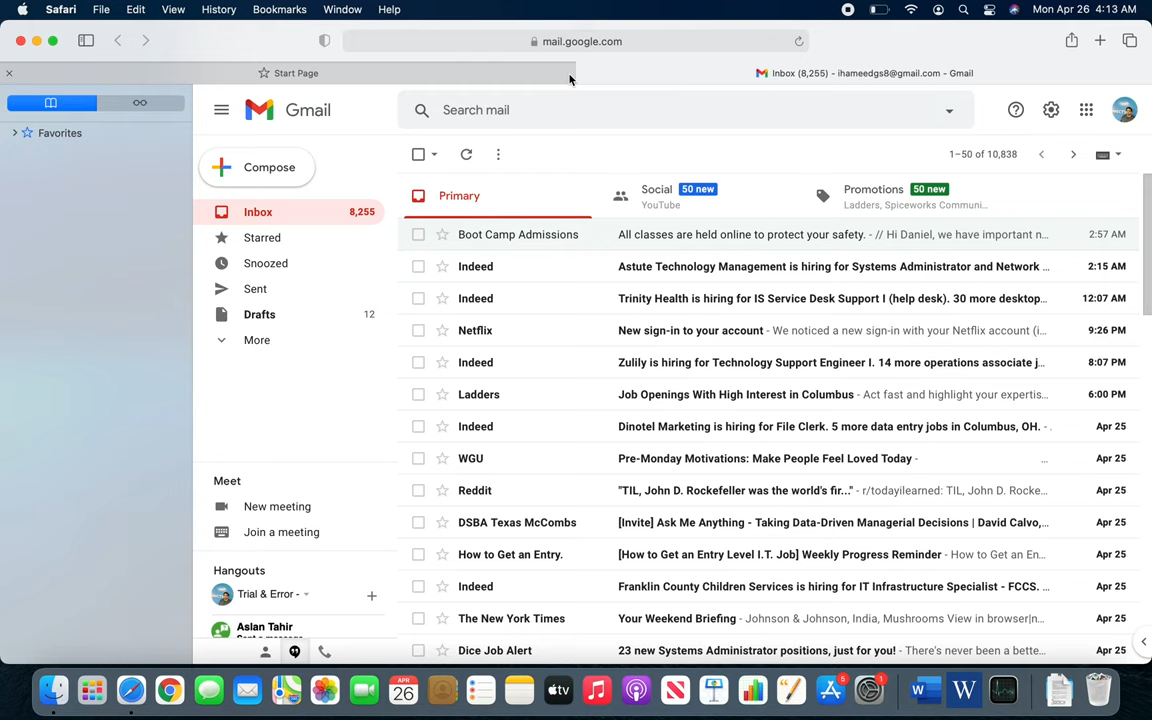 Safari File Edit View History Bookmarks Window Help Mon Apr 26 4:13 AM
mail.google.com
Start Page Inbox (8,255) - ihameedgs8@gmail.com - Gmail
Favorites
Gmail Search mail
Compose 1–50 of 10,838
Inbox 8,255
Starred
Snoozed
Sent
Drafts 12
More
Primary Social 50 new Promotions 50 new
YouTube Ladders, Spiceworks Communi...
Boot Camp Admissions All classes are held online to protect your safety. - // Hi Daniel, we have important n... 2:57 AM
Indeed Astute Technology Management is hiring for Systems Administrator and Network ... 2:15 AM
Indeed Trinity Health is hiring for IS Service Desk Support I (help desk). 30 more desktop... 12:07 AM
Netflix New sign-in to your account - We noticed a new sign-in with your Netflix account (i... 9:26 PM
Indeed Zulily is hiring for Technology Support Engineer I. 14 more operations associate j... 8:07 PM
Ladders Job Openings With High Interest in Columbus - Act fast and highlight your expertis... 6:00 PM
Indeed Dinotel Marketing is hiring for File Clerk. 5 more data entry jobs in Columbus, OH. - . Apr 25
WGU Pre-Monday Motivations: Make People Feel Loved Today - ... Apr 25
Reddit "TIL, John D. Rockefeller was the world's fir..." - r/todayilearned: TIL, John D. Rocke... Apr 25
DSBA Texas McCombs [Invite] Ask Me Anything - Taking Data-Driven Managerial Decisions | David Calvo,... Apr 25
How to Get an Entry. [How to Get an Entry Level I.T. Job] Weekly Progress Reminder - How to Get an En... Apr 25
Indeed Franklin County Children Services is hiring for IT Infrastructure Specialist - FCCS. ... Apr 25
The New York Times Your Weekend Briefing - Johnson & Johnson, India, Mushrooms View in browser|n... Apr 25
Dice Job Alert 23 new Systems Administrator positions, just for you! - There's never been a bette... Apr 25
Meet
New meeting
Join a meeting
Hangouts
Trial & Error -
Aslan Tahir
APR
26
tv
5
1
W
W